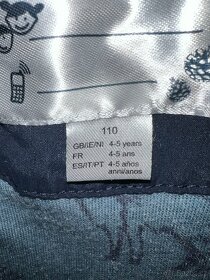 110
GB/IE/NI 4-5 years
FR 4-5 ans
ES/IT/PT 4-5 años
anni/anos